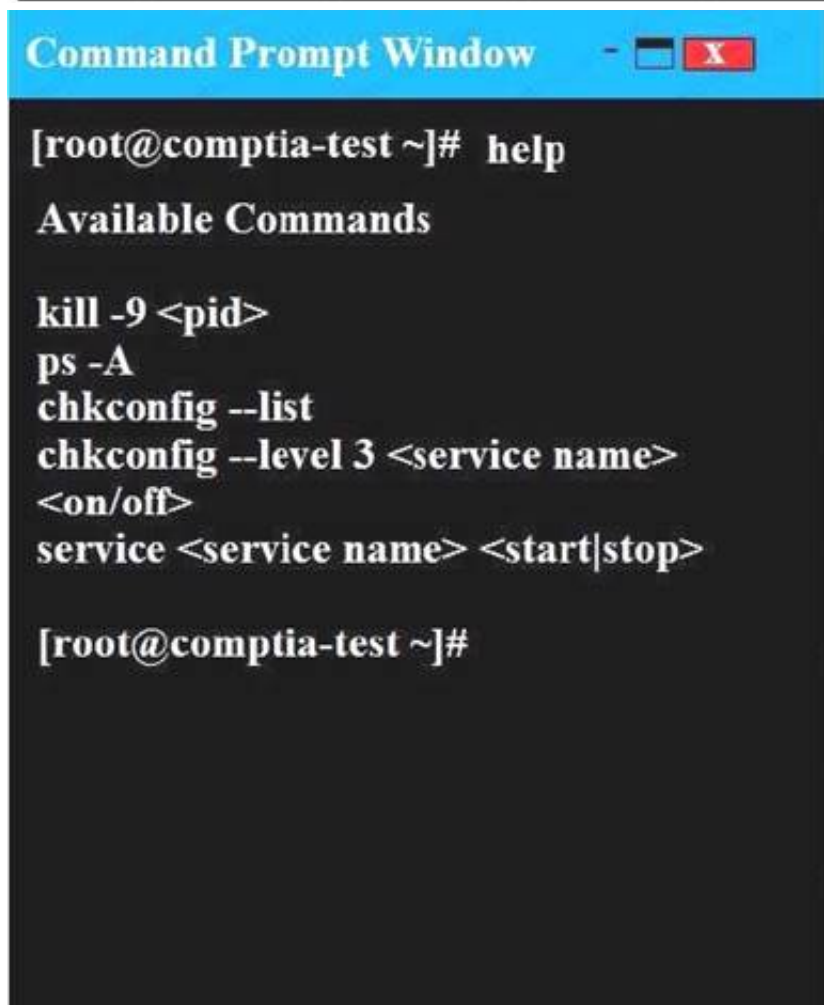 Command Prompt Window - X
[root@comptia-test ~]# help
Available Commands
kill -9 <pid>
ps -A
chkconfig --list
chkconfig --level 3 <service name>
<on/off>
service <service name> <start|stop>
[root@comptia-test ~]#